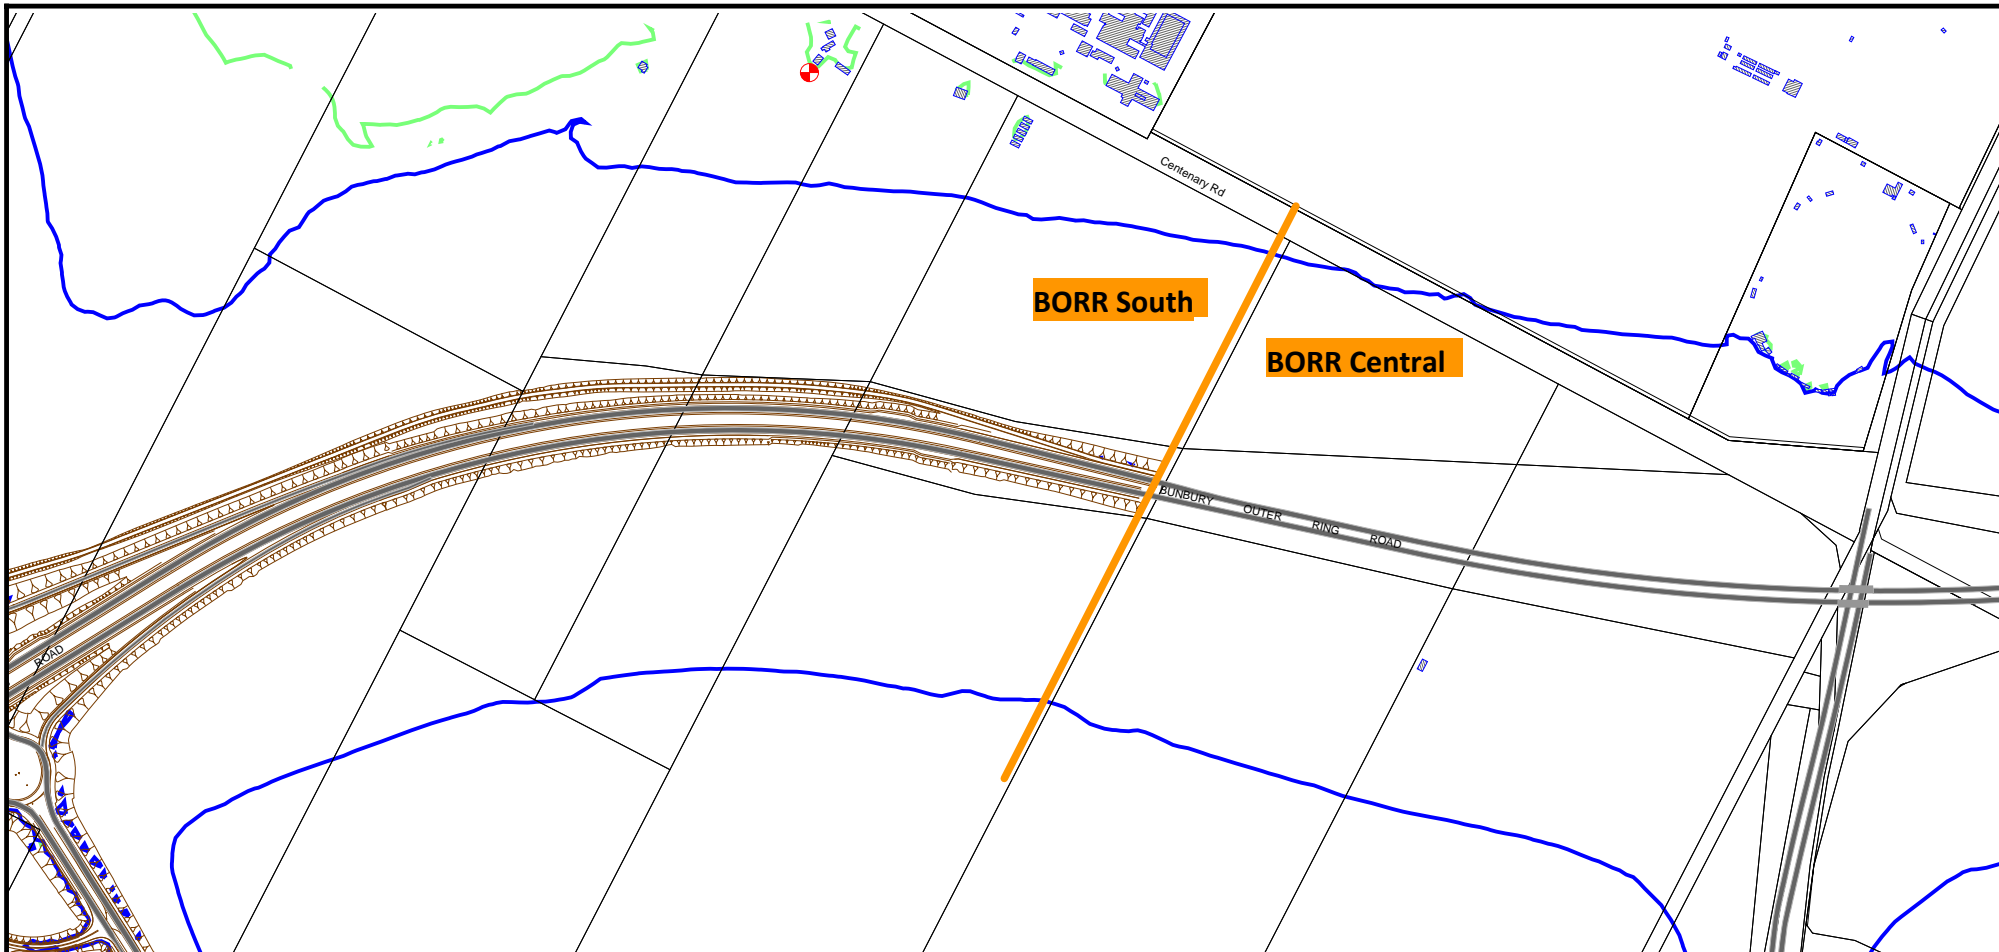 Centenary Rd
BORR South
BORR Central
BUNBURY OUTER RING ROAD
ROAD